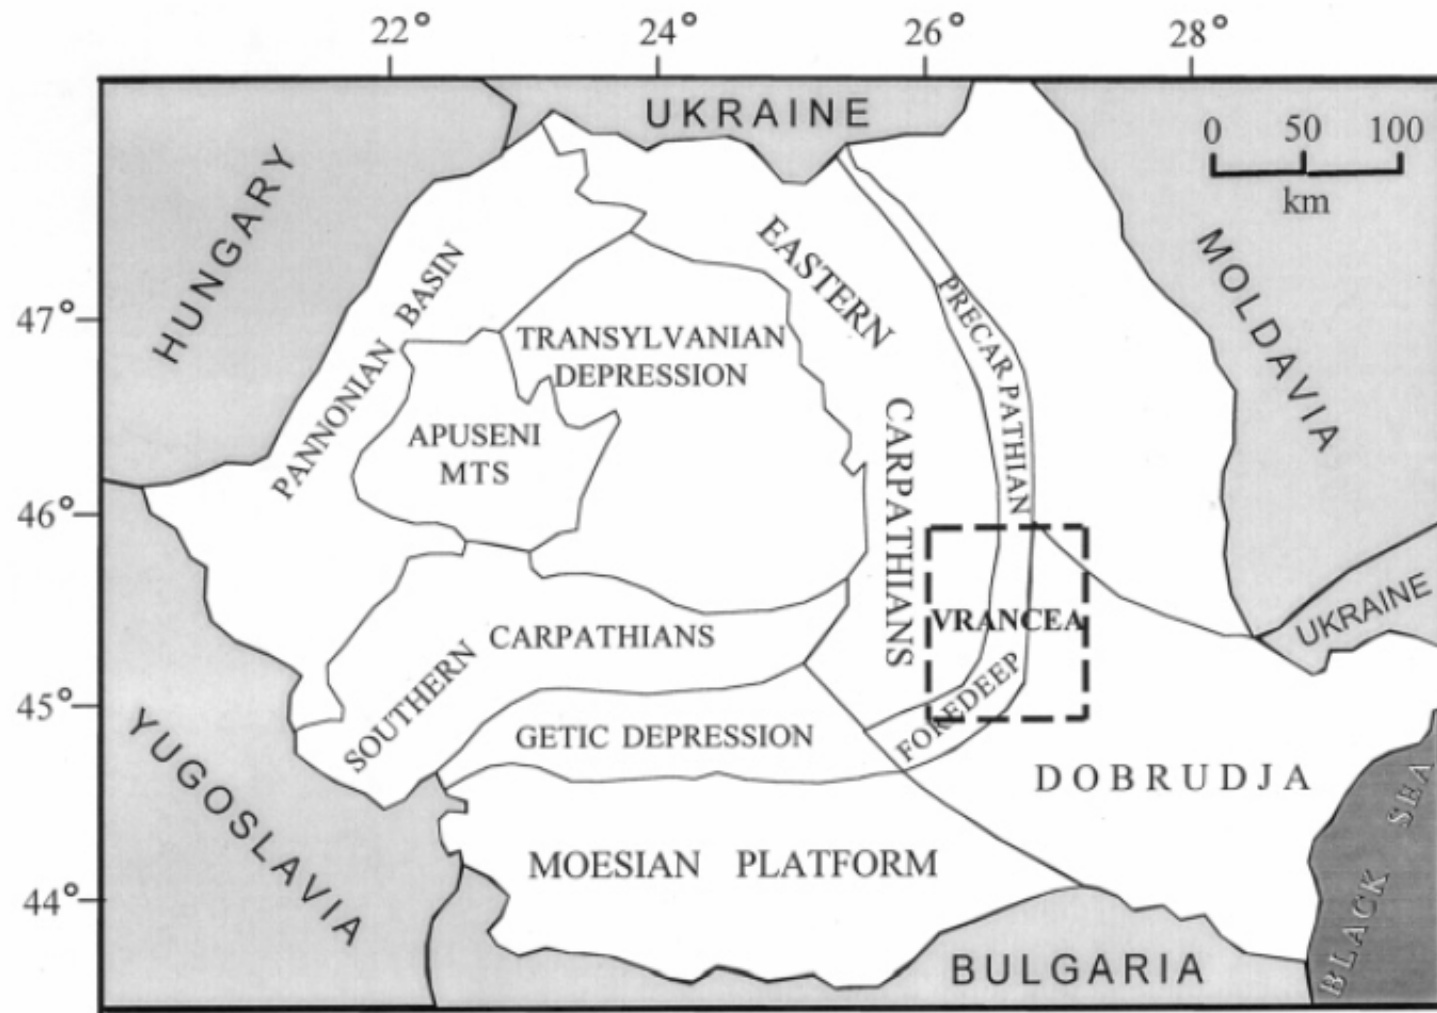 22° 24° 26° 28°
UKRAINE
0 50 100
km
HUNGARY
MOLDAVIA
EASTERN
CARPATHIANS
PRECARPATHIAN
FOREDEEP
47°
PANNONIAN BASIN
TRANSYLVANIAN
DEPRESSION
APUSENI
MTS
46°
VRANCEA
UKRAINE
SOUTHERN CARPATHIANS
45°
GETIC DEPRESSION
YUGOSLAVIA
DOBRUDJA
MOESIAN PLATFORM
44°
BLACK SEA
BULGARIA